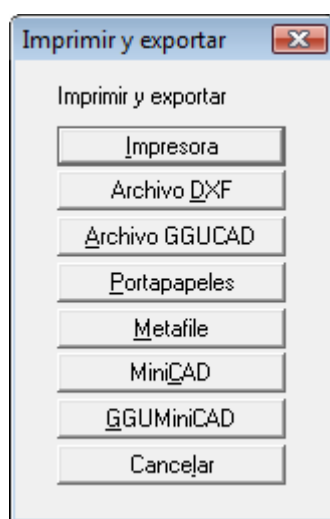 Imprimir y exportar
Imprimir y exportar
Impresora
Archivo DXF
Archivo GGUCAD
Portapapeles
Metafile
MiniCAD
GGUMiniCAD
Cancelar